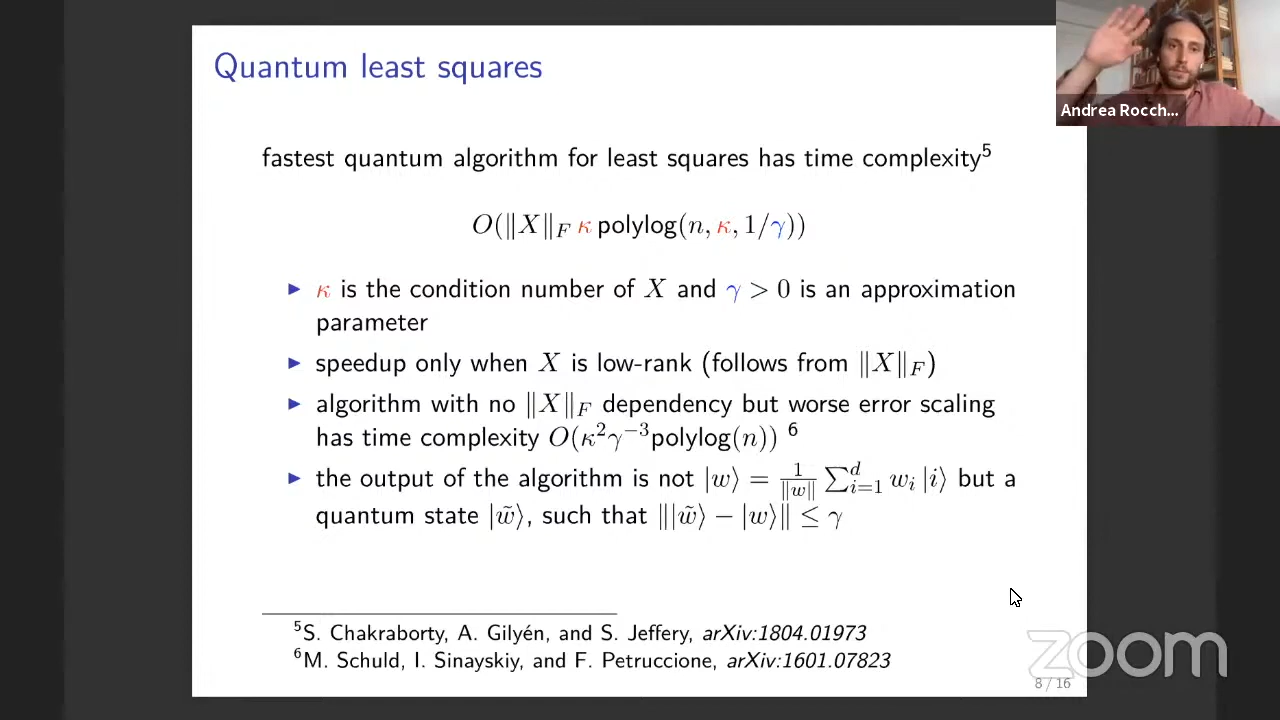 Quantum least squares
Andrea Rocch...
fastest quantum algorithm for least squares has time complexity⁵
O(‖X‖_F κ polylog(n, κ, 1/γ))
▶ κ is the condition number of X and γ > 0 is an approximation
parameter
▶ speedup only when X is low-rank (follows from ‖X‖_F)
▶ algorithm with no ‖X‖_F dependency but worse error scaling
has time complexity O(κ²γ⁻³polylog(n)) ⁶
▶ the output of the algorithm is not |w⟩ = 1/‖w‖ ∑_{i=1}^d w_i |i⟩ but a
quantum state |w̃⟩, such that ‖|w̃⟩ − |w⟩‖ ≤ γ
⁵S. Chakraborty, A. Gilyén, and S. Jeffery, arXiv:1804.01973
⁶M. Schuld, I. Sinayskiy, and F. Petruccione, arXiv:1601.07823
zoom
8 / 16